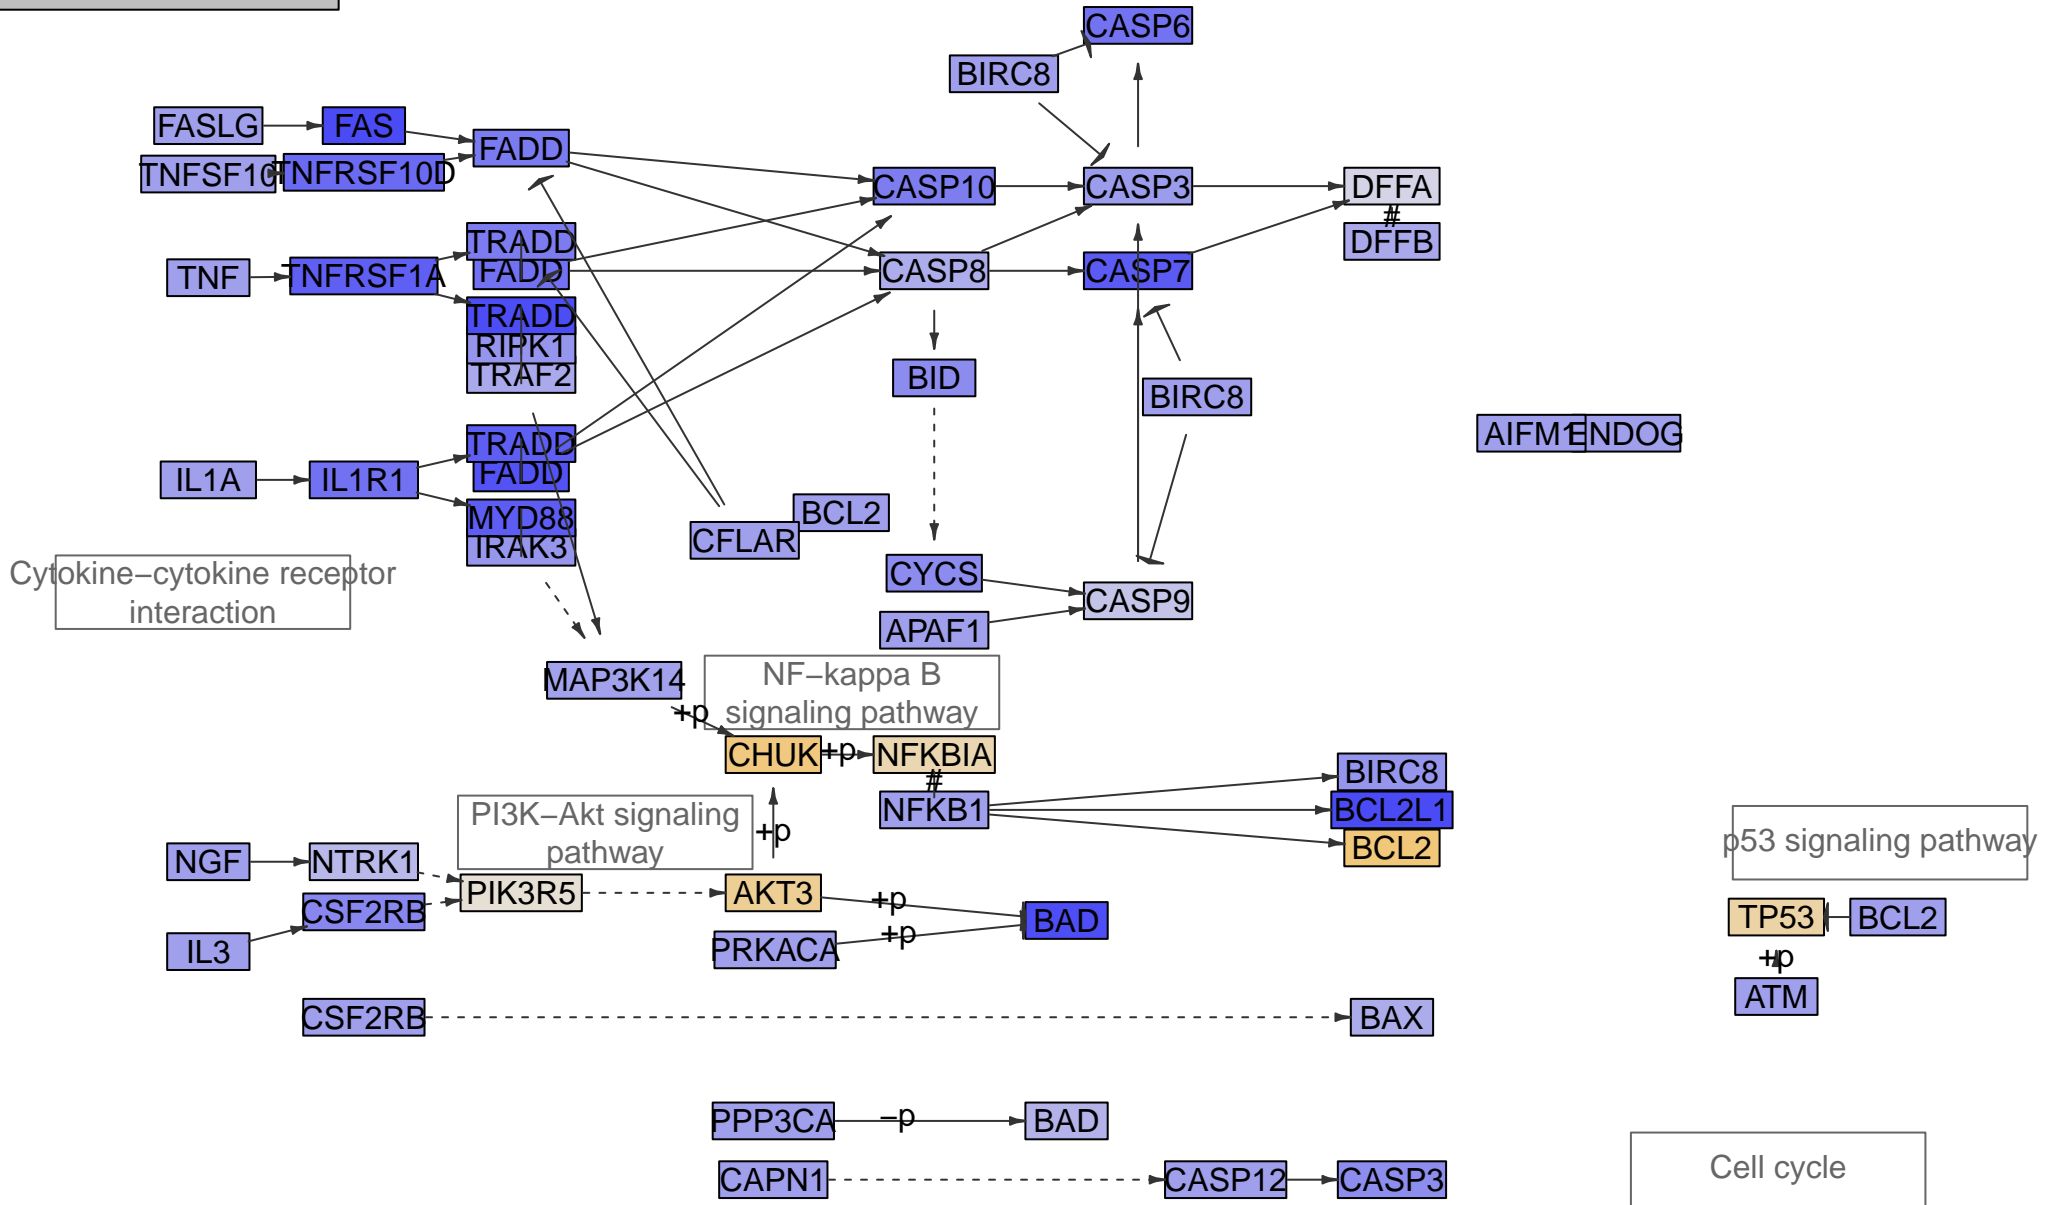 CASP6
BIRC8
FASLG
FAS
FADD
TNFSF10
TNFRSF10D
CASP10
CASP3
DFFA
#
DFFB
TRADD
FADD
TNF
TNFRSF1A
CASP8
CASP7
TRADD
RIPK1
TRAF2
BID
BIRC8
AIFM1
ENDOG
TRADD
FADD
IL1A
IL1R1
MYD88
IRAK3
BCL2
CFLAR
Cytokine–cytokine receptor
interaction
CYCS
CASP9
APAF1
MAP3K14
NF–kappa B
signaling pathway
+p
CHUK
+p
NFKBIA
#
NFKB1
BIRC8
BCL2L1
BCL2
PI3K–Akt signaling
pathway
+p
p53 signaling pathway
NGF
NTRK1
PIK3R5
AKT3
+p
CSF2RB
BAD
TP53
BCL2
IL3
PRKACA
+p
+p
ATM
CSF2RB
BAX
PPP3CA
–p
BAD
CAPN1
CASP12
CASP3
Cell cycle